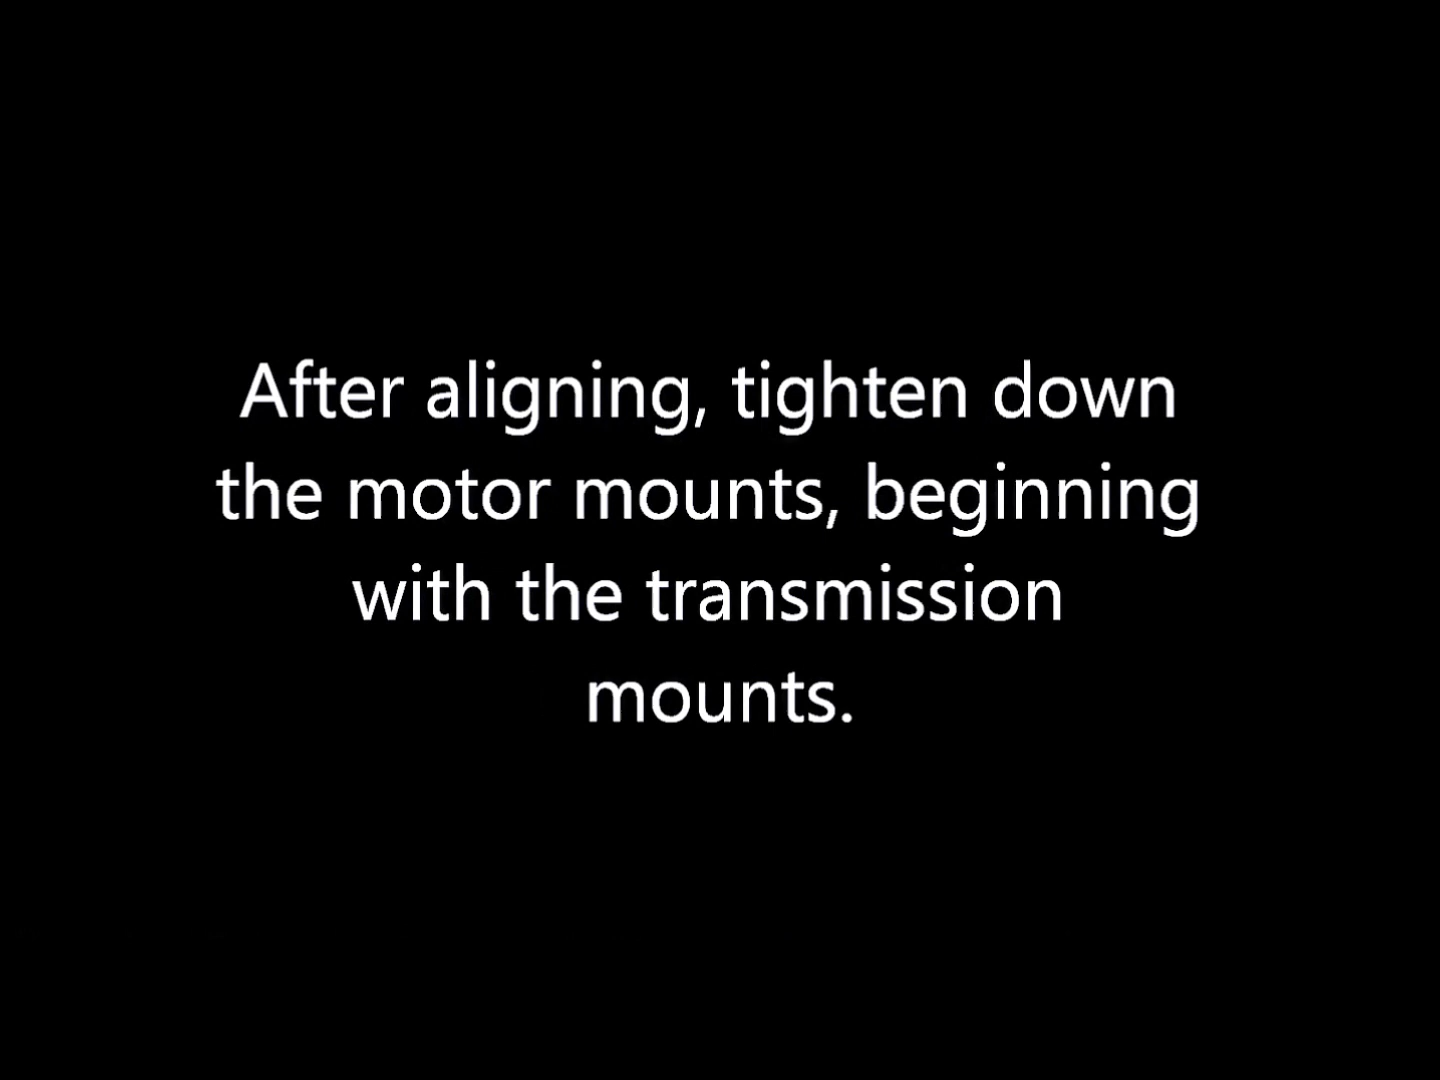 After aligning, tighten down
the motor mounts, beginning
with the transmission
mounts.